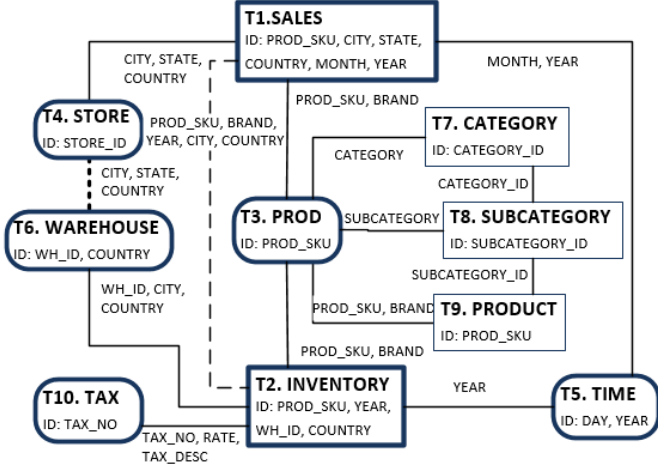 T1.SALES
ID: PROD_SKU, CITY, STATE,
COUNTRY, MONTH, YEAR
CITY, STATE,
COUNTRY
MONTH, YEAR
PROD_SKU, BRAND
T4. STORE
ID: STORE_ID
PROD_SKU, BRAND,
YEAR, CITY, COUNTRY
T7. CATEGORY
ID: CATEGORY_ID
CATEGORY
CITY, STATE,
COUNTRY
CATEGORY_ID
T6. WAREHOUSE
ID: WH_ID, COUNTRY
T3. PROD
ID: PROD_SKU
SUBCATEGORY
T8. SUBCATEGORY
ID: SUBCATEGORY_ID
SUBCATEGORY_ID
WH_ID, CITY,
COUNTRY
PROD_SKU, BRAND
T9. PRODUCT
ID: PROD_SKU
PROD_SKU, BRAND
T10. TAX
ID: TAX_NO
T2. INVENTORY
ID: PROD_SKU, YEAR,
WH_ID, COUNTRY
YEAR
T5. TIME
ID: DAY, YEAR
TAX_NO, RATE,
TAX_DESC